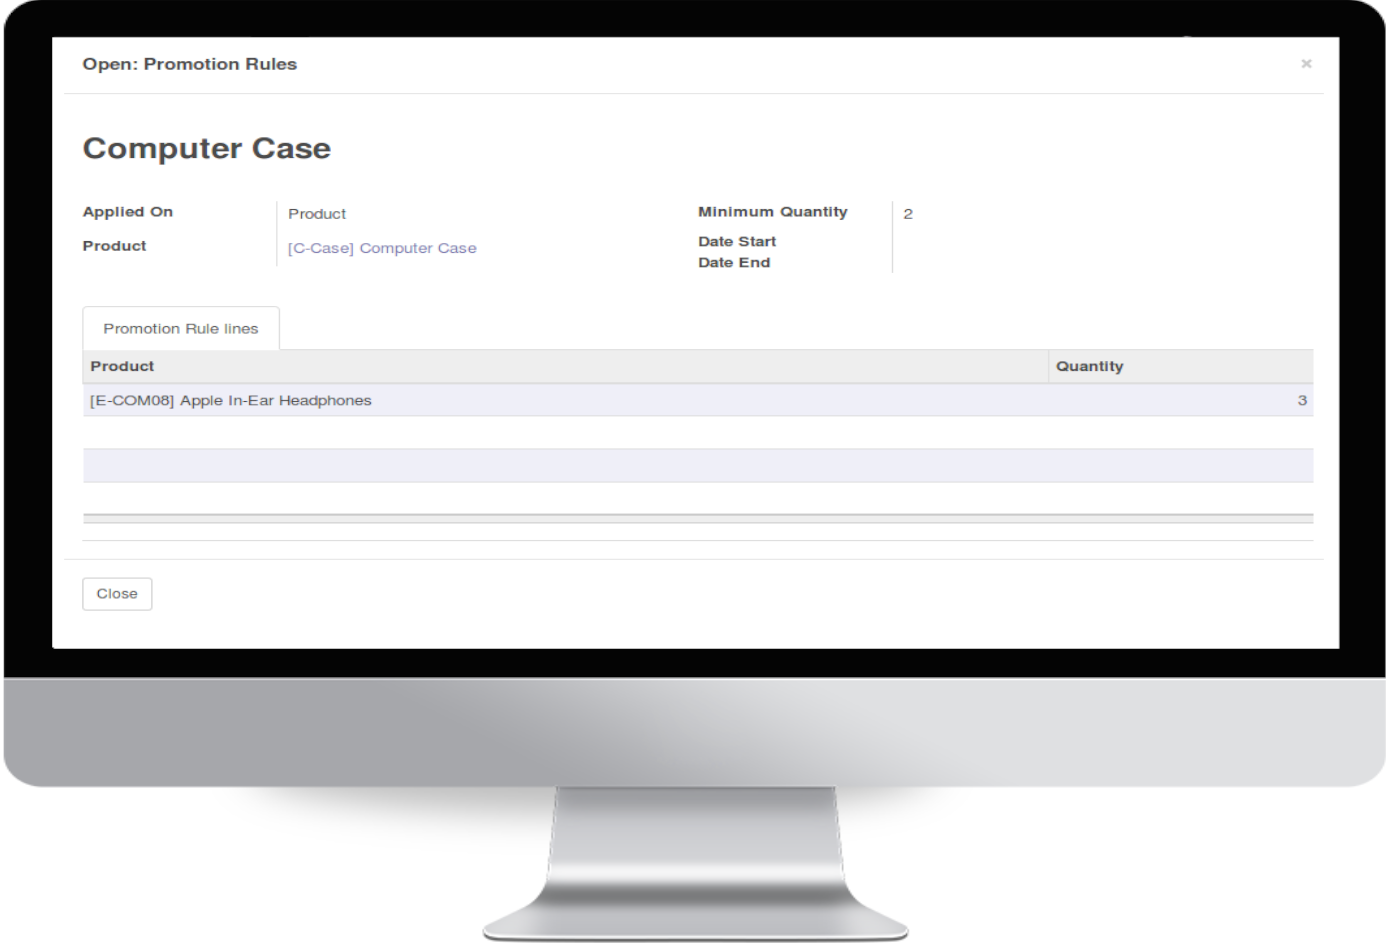 Open: Promotion Rules ×
Computer Case
Applied On Product
Product [C-Case] Computer Case
Minimum Quantity 2
Date Start
Date End
Promotion Rule lines
Product Quantity
[E-COM08] Apple In-Ear Headphones 3
Close